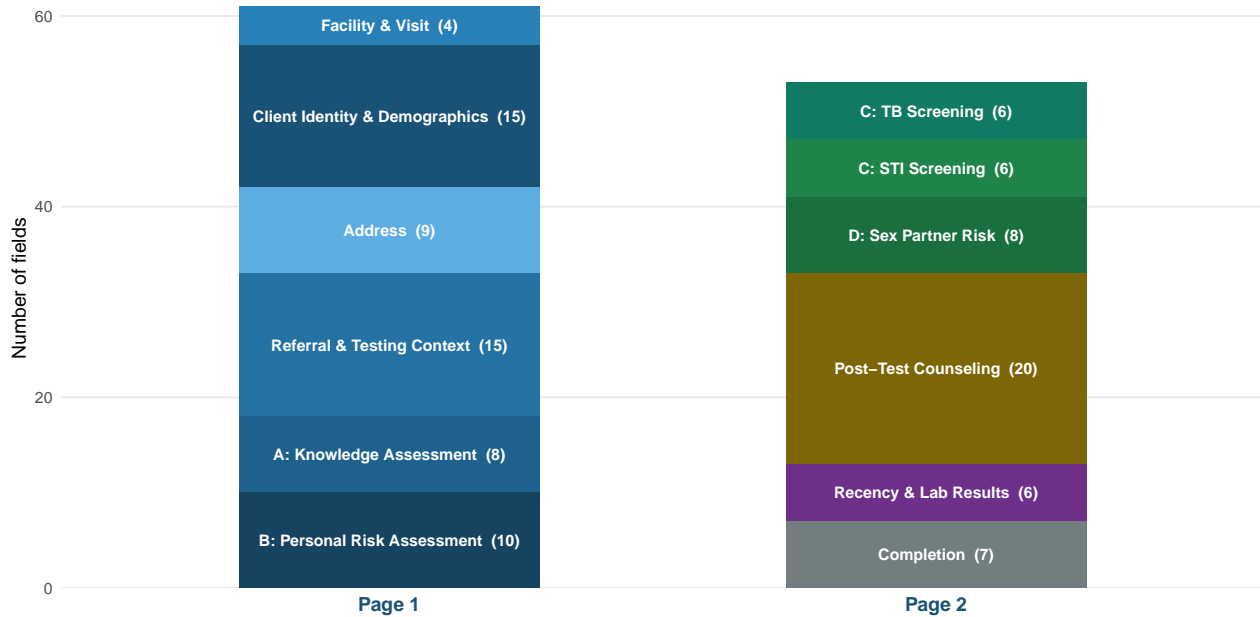 Number of fields
60
40
20
0
Facility & Visit (4)
Client Identity & Demographics (15)
Address (9)
Referral & Testing Context (15)
A: Knowledge Assessment (8)
B: Personal Risk Assessment (10)
Page 1
C: TB Screening (6)
C: STI Screening (6)
D: Sex Partner Risk (8)
Post−Test Counseling (20)
Recency & Lab Results (6)
Completion (7)
Page 2